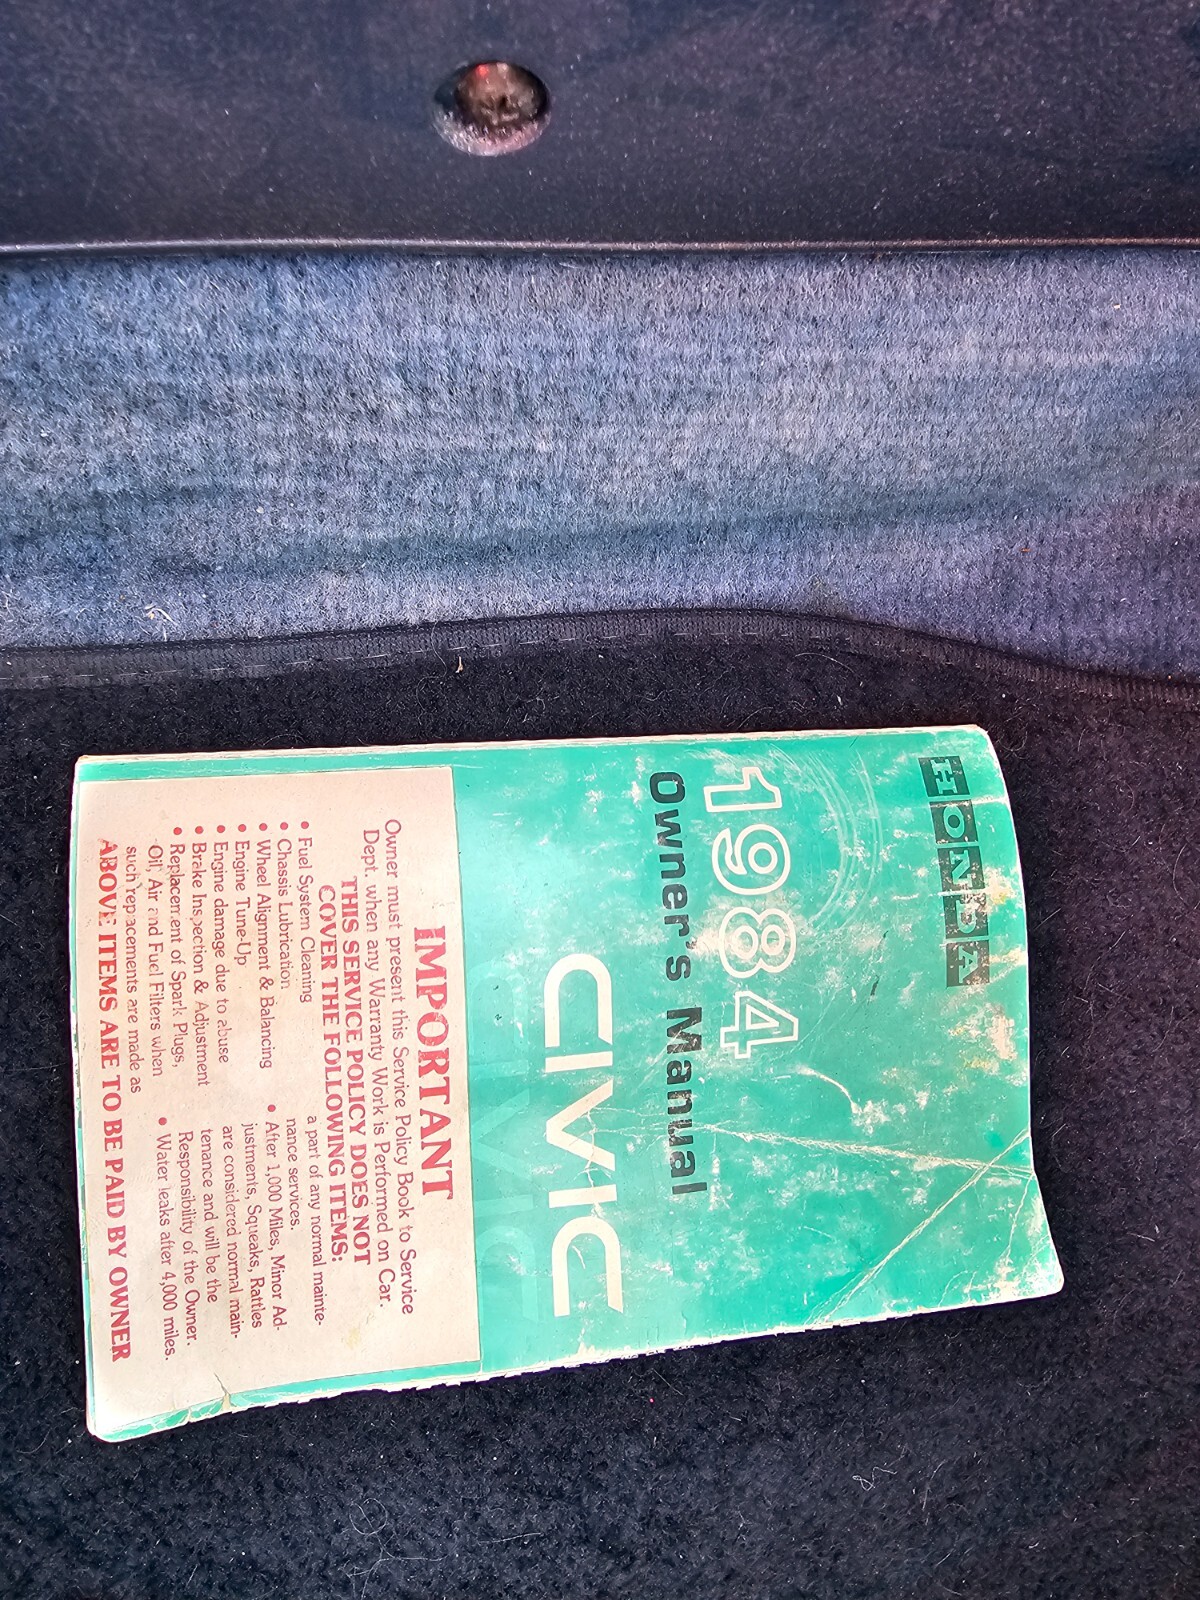 HONDA
1984
Owner's Manual
CIVIC
IMPORTANT
Owner must present this Service Policy Book to Service
Dept. when any Warranty Work is Performed on Car.
THIS SERVICE POLICY DOES NOT
COVER THE FOLLOWING ITEMS:
• Fuel System Cleaning
• Chassis Lubrication
• Wheel Alignment & Balancing
• Engine Tune-Up
• Engine damage due to abuse
• Brake Inspection & Adjustment
• Replacement of Spark Plugs,
Oil, Air and Fuel Filters when
such replacements are made as
a part of any normal mainte-
nance services.
• After 1,000 Miles, Minor Ad-
justments, Squeaks, Rattles
are considered normal main-
tenance and will be the
Responsibility of the Owner.
• Water leaks after 4,000 miles.
ABOVE ITEMS ARE TO BE PAID BY OWNER